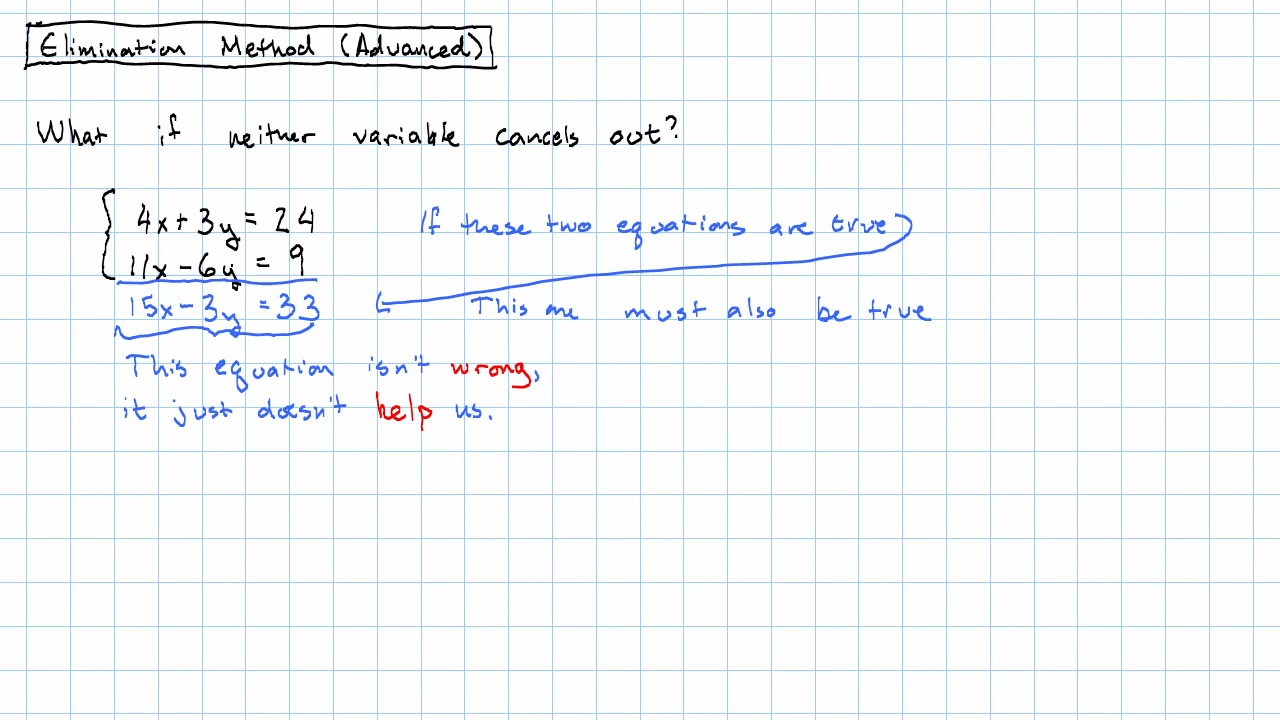 Elimination Method (Advanced)
What if neither variable cancels out?
4x + 3y = 24
If these two equations are true
11x - 6y = 9
15x - 3y = 33
This one must also be true
This equation isn't wrong,
it just doesn't help us.